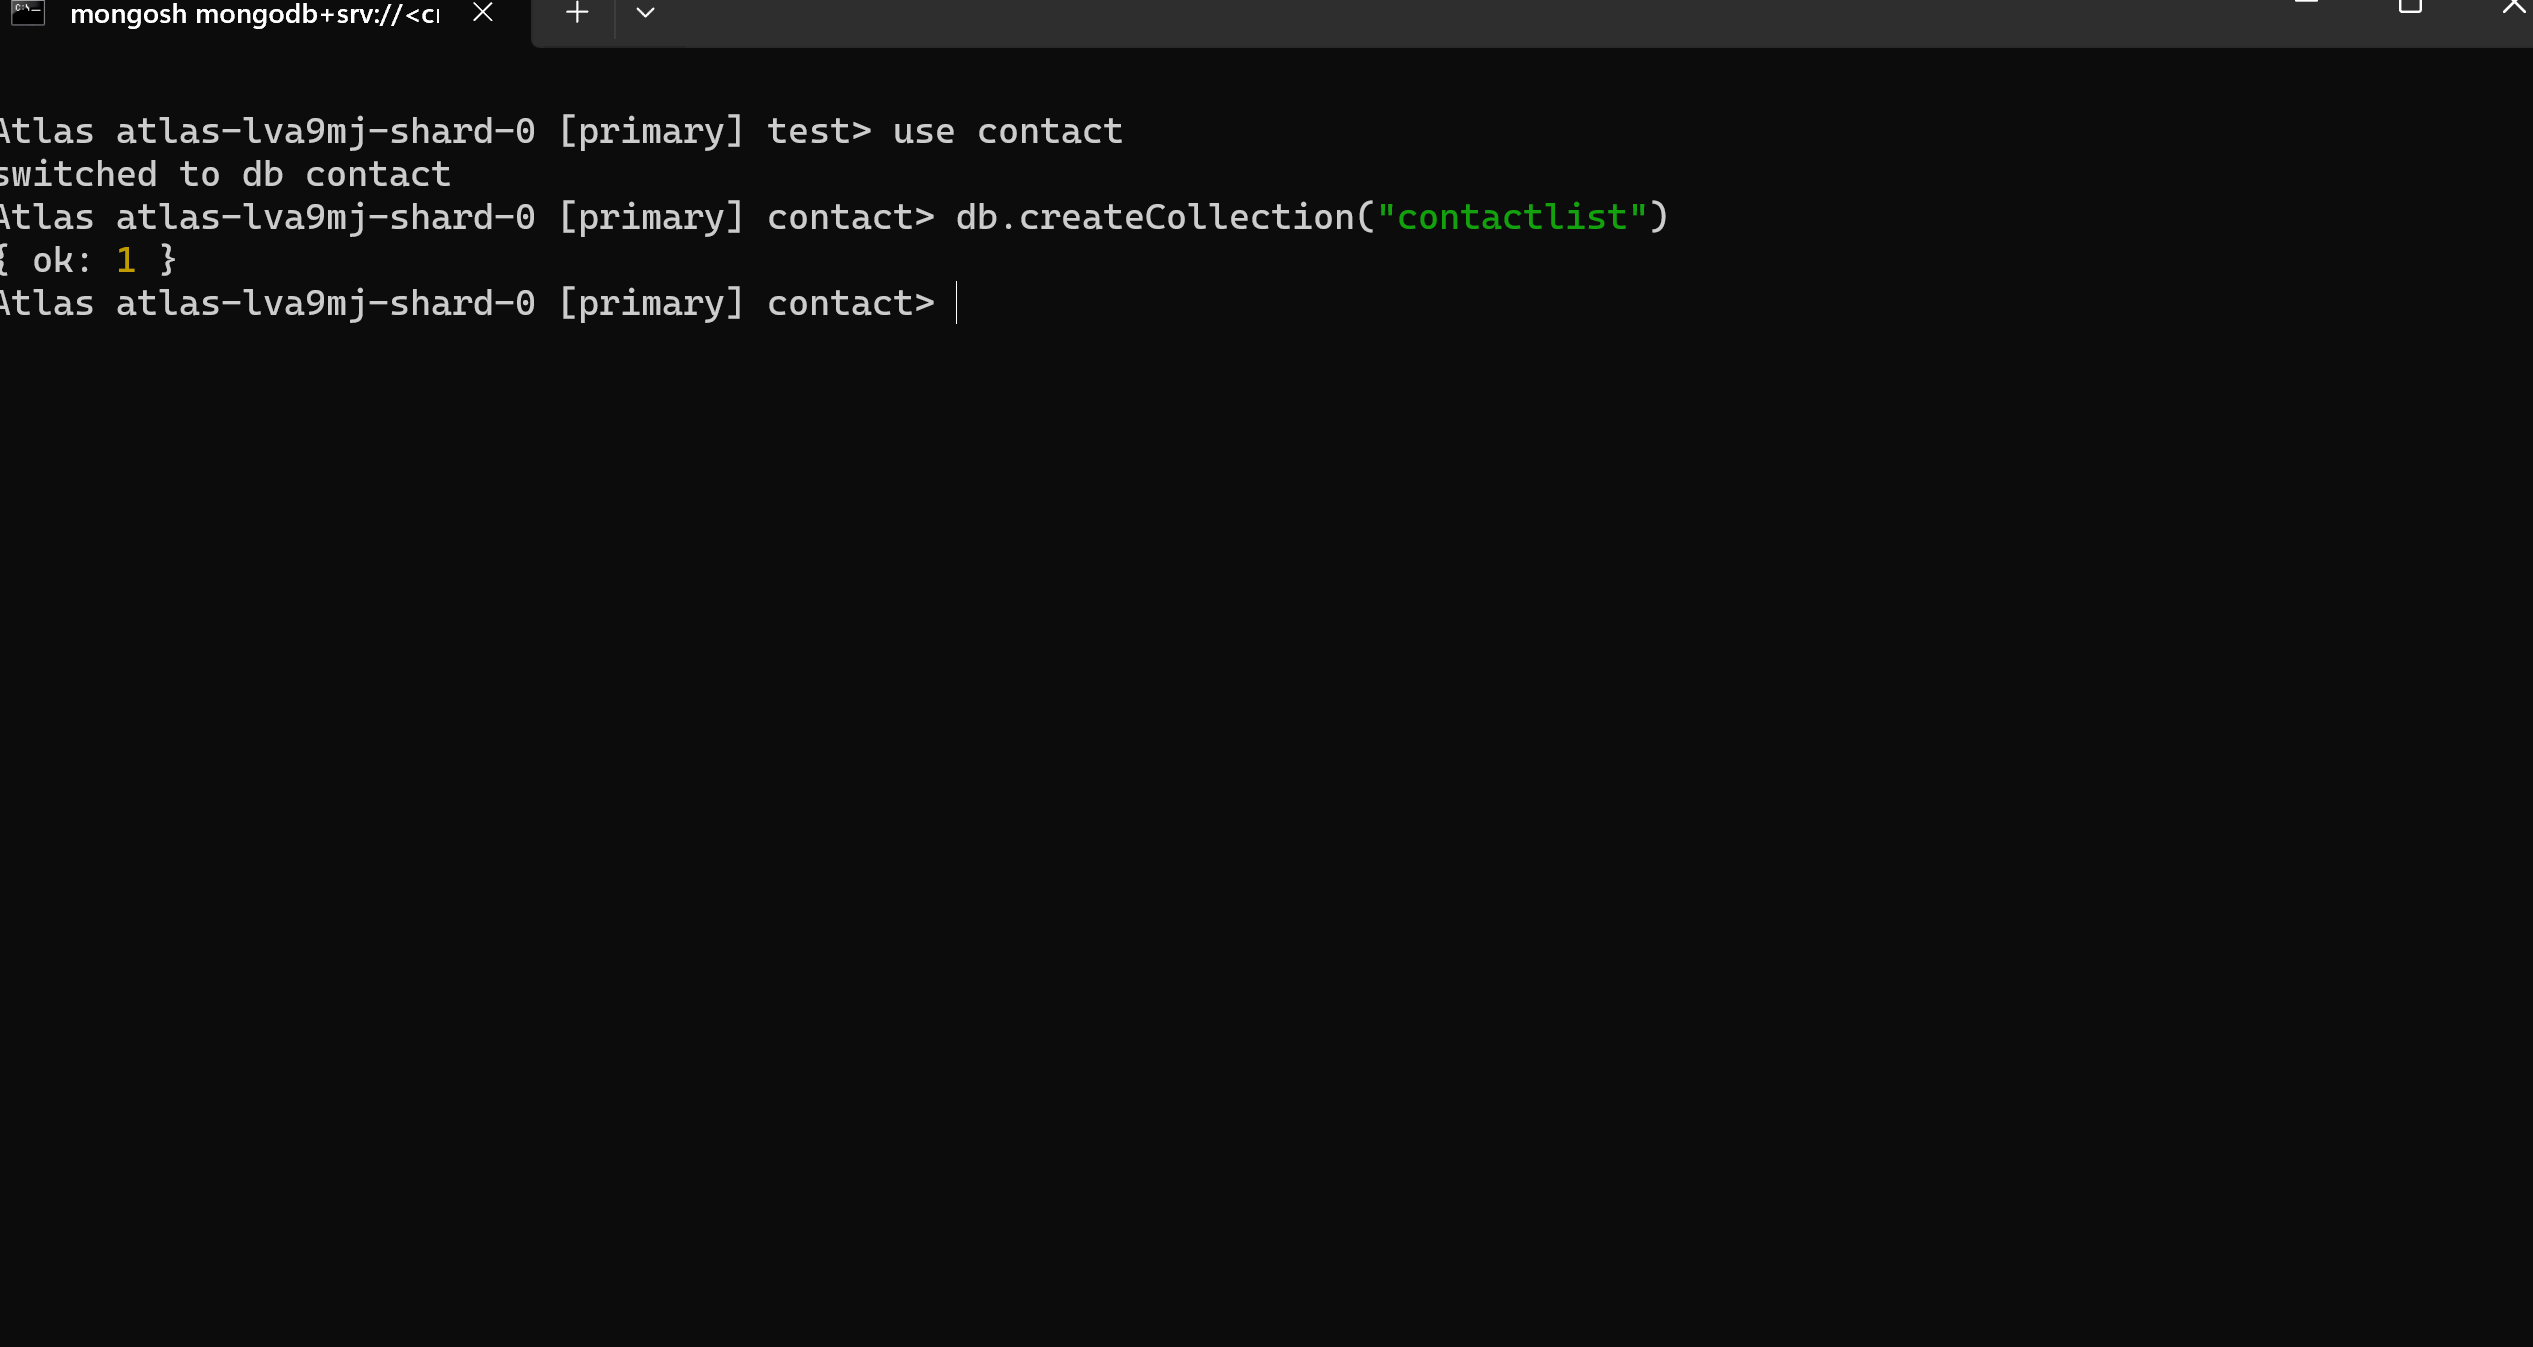 mongosh mongodb+srv://<c
Atlas atlas-lva9mj-shard-0 [primary] test> use contact
switched to db contact
Atlas atlas-lva9mj-shard-0 [primary] contact> db.createCollection("contactlist")
{ ok: 1 }
Atlas atlas-lva9mj-shard-0 [primary] contact>